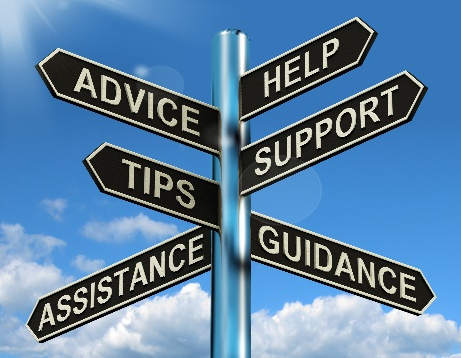 HELP
ADVICE
SUPPORT
TIPS
GUIDANCE
ASSISTANCE